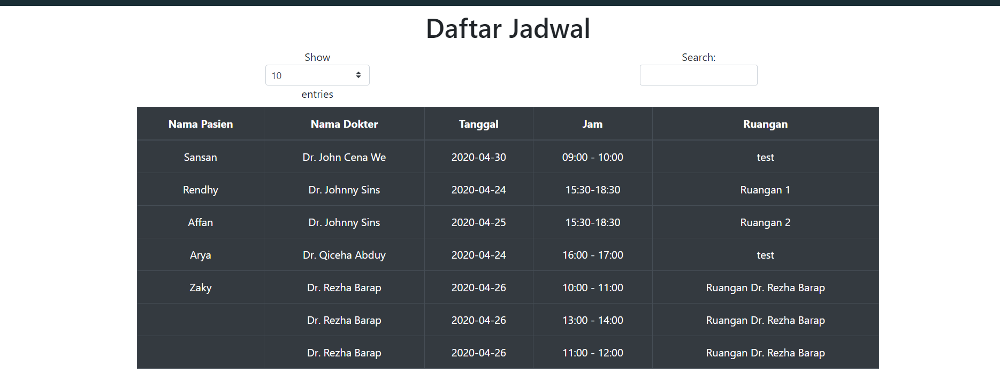 Daftar Jadwal
Show
10
entries
Search:
Nama Pasien Nama Dokter Tanggal Jam Ruangan
Sansan Dr. John Cena We 2020-04-30 09:00 - 10:00 test
Rendhy Dr. Johnny Sins 2020-04-24 15:30-18:30 Ruangan 1
Affan Dr. Johnny Sins 2020-04-25 15:30-18:30 Ruangan 2
Arya Dr. Qiceha Abduy 2020-04-24 16:00 - 17:00 test
Zaky Dr. Rezha Barap 2020-04-26 10:00 - 11:00 Ruangan Dr. Rezha Barap
Dr. Rezha Barap 2020-04-26 13:00 - 14:00 Ruangan Dr. Rezha Barap
Dr. Rezha Barap 2020-04-26 11:00 - 12:00 Ruangan Dr. Rezha Barap